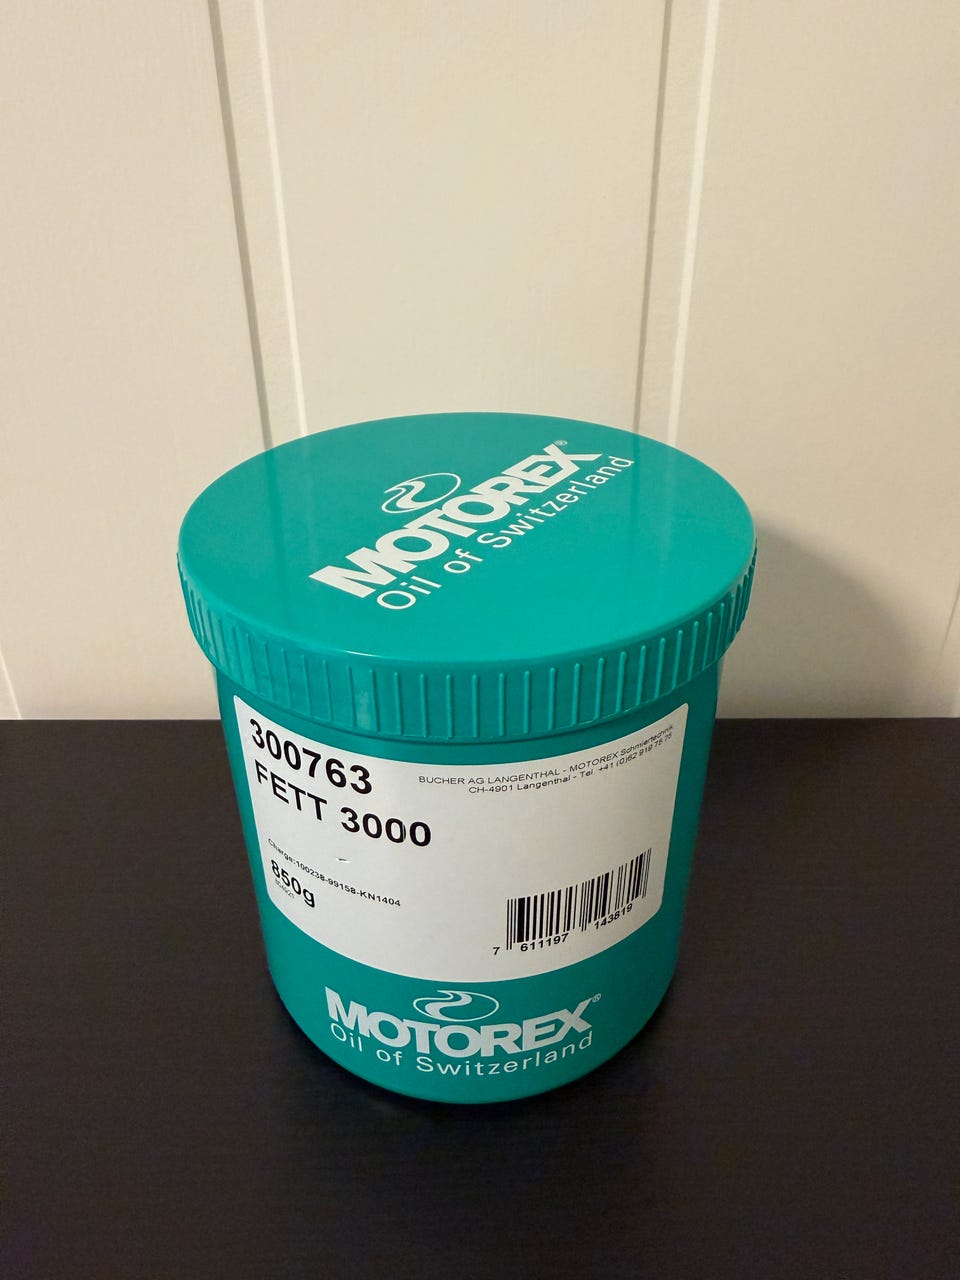 MOTOREX®
Oil of Switzerland
300763
FETT 3000
BUCHER AG LANGENTHAL - MOTOREX Schmiertechnik
CH-4901 Langenthal - Tel. +41 (0)62 919 75 75
Charge:100238-99158-KN1404
850g
7 611197 143819
MOTOREX®
Oil of Switzerland